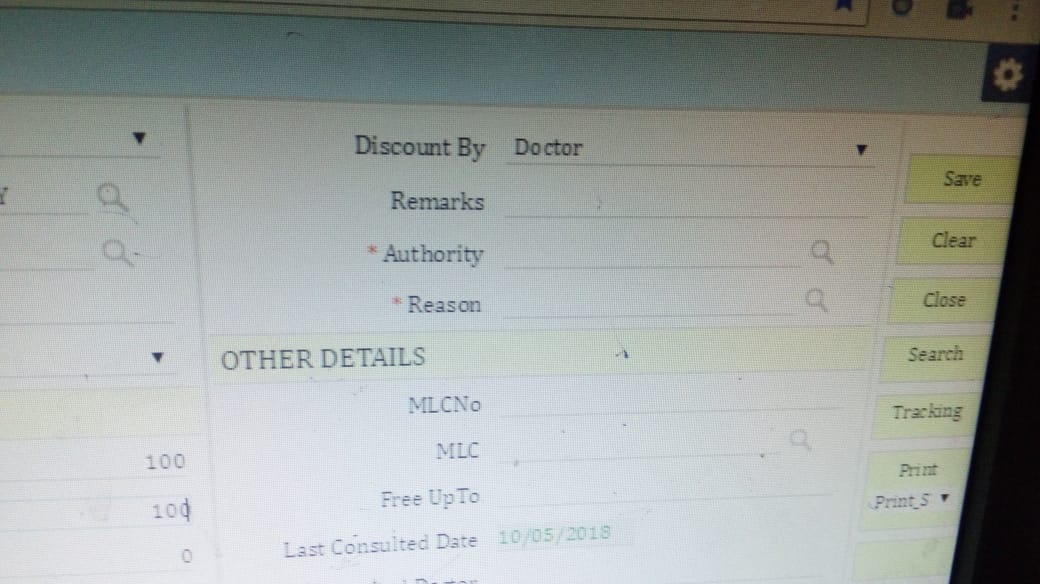 Discount By Doctor
Save
Remarks
Clear
* Authority
* Reason
Close
OTHER DETAILS
Search
MLCNo
Tracking
100
MLC
Print
100
Free UpTo
Print_S
0
Last Consulted Date 10/05/2018